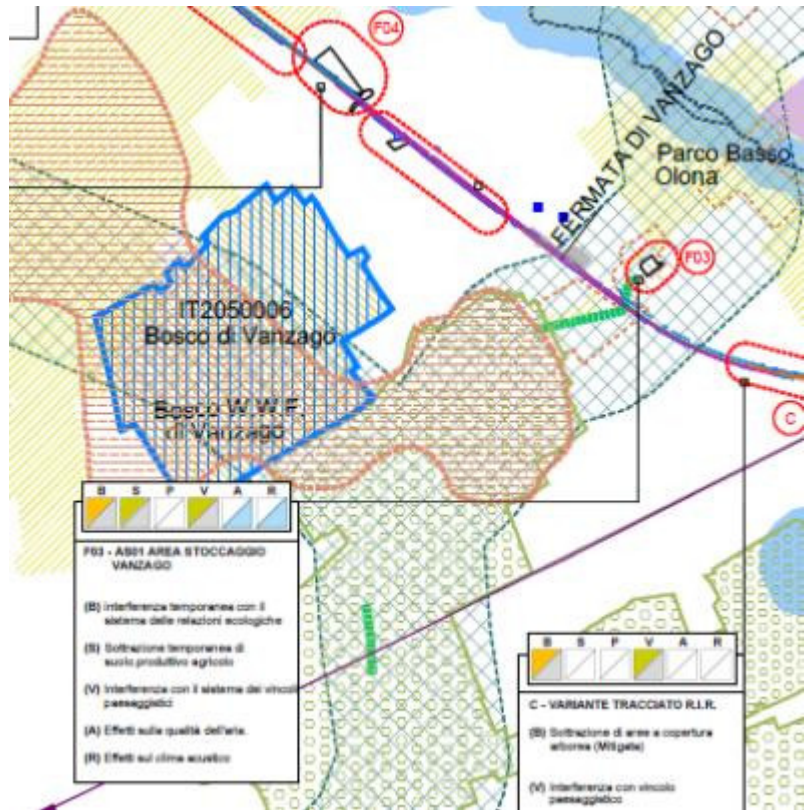 F04
FERMATA DI VANZAGO
Parco Basso
Olona
F03
IT2050006
Bosco di Vanzago
Bosco W.W.F.
di Vanzago
C
B S P V A R
F03 - AS01 AREA STOCCAGGIO
VANZAGO
(B) Interferenza temporanea con il
sistema delle relazioni ecologiche
(S) Sottrazione temporanea di
suolo produttivo agricolo
(V) Interferenza con il sistema dei vincoli
paesaggistici
(A) Effetti sulla qualità dell'aria.
(R) Effetti sul clima acustico
B S P V A R
C - VARIANTE TRACCIATO R.I.R.
(B) Sottrazione di aree a copertura
arborea (Mitigata)
(V) Interferenza con vincolo
paesaggistico